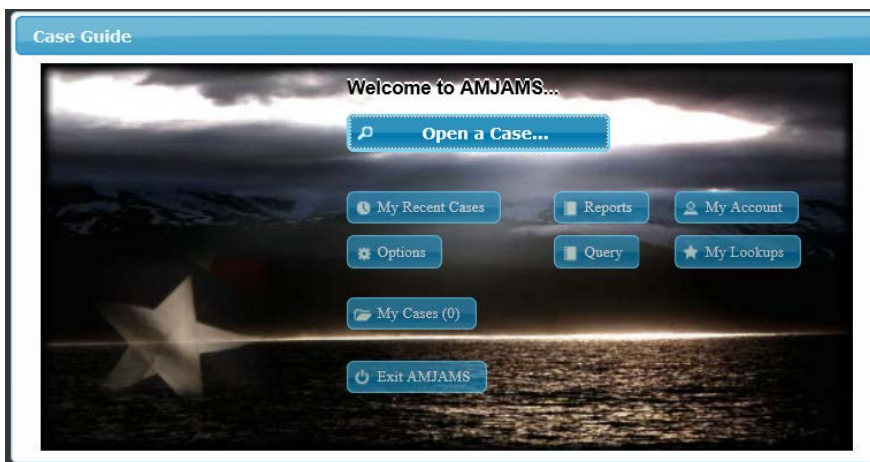 Case Guide
Welcome to AMJAMS...
Open a Case...
My Recent Cases Reports My Account
Options Query My Lookups
My Cases (0)
Exit AMJAMS